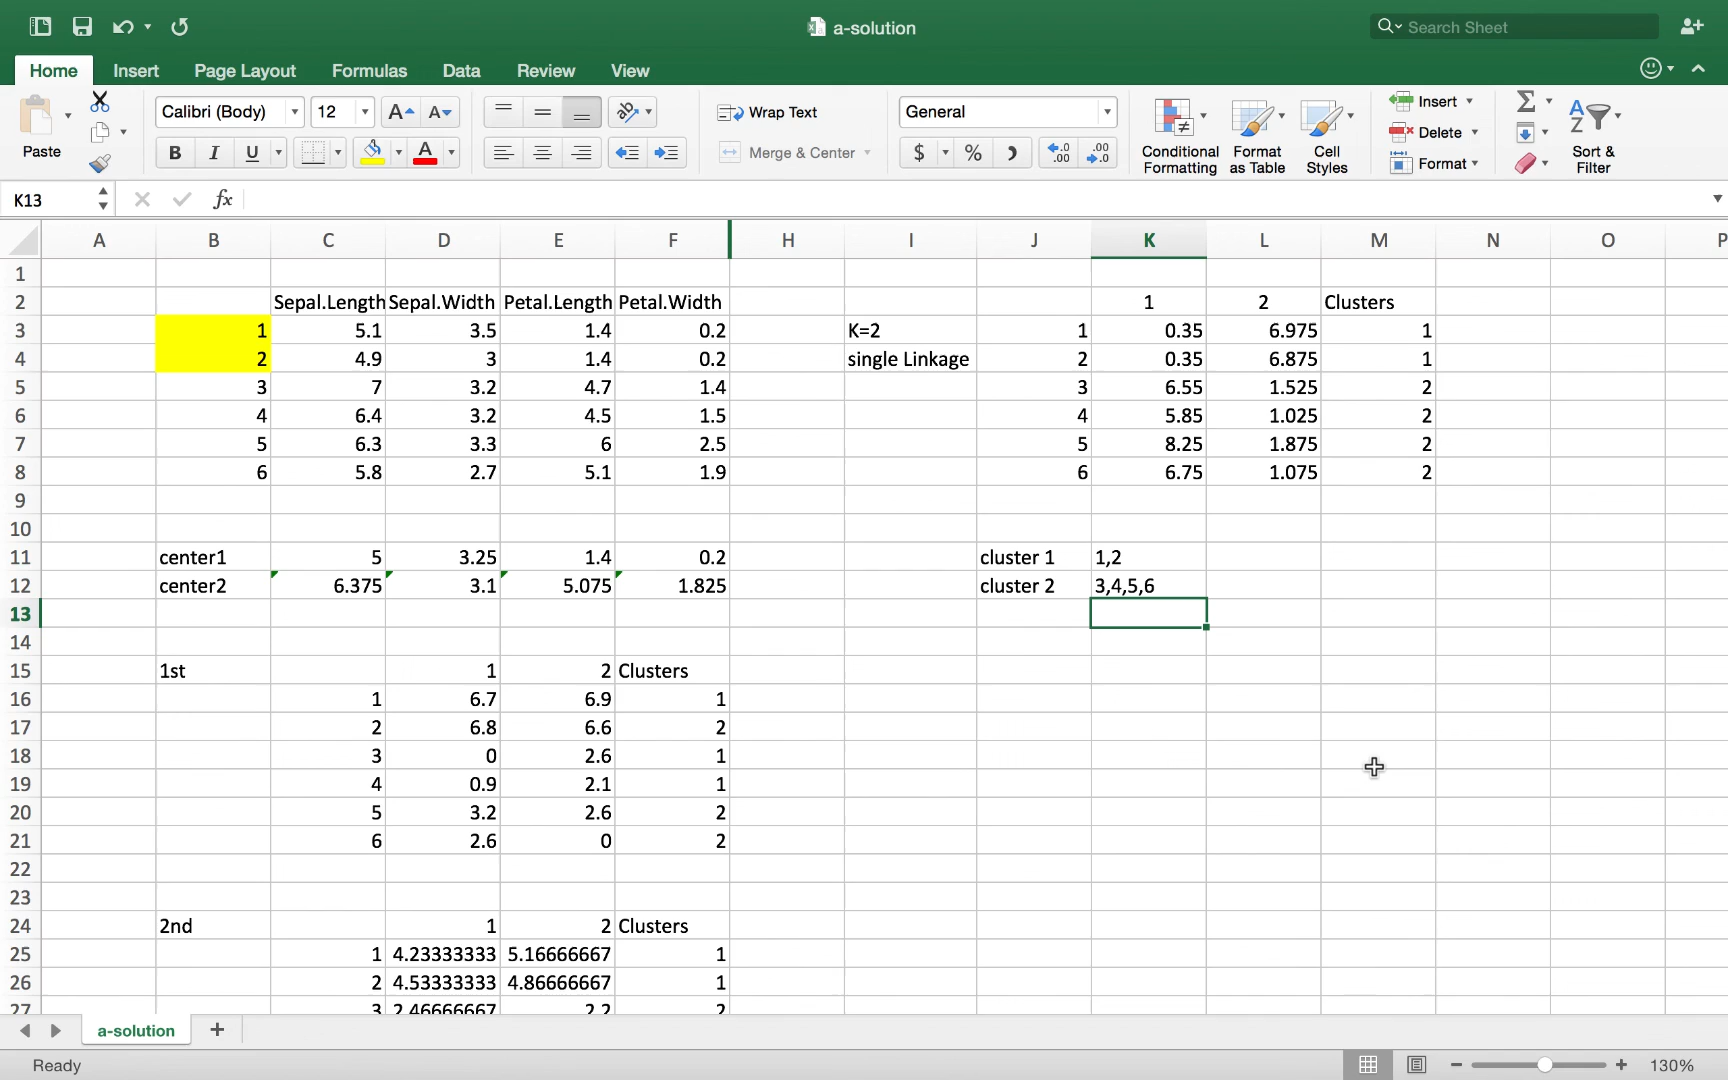 a-solution
Search Sheet
Home Insert Page Layout Formulas Data Review View
Paste
Calibri (Body) 12 A A
B I U A
Wrap Text
Merge & Center
General
$ % .0 .00 .00 .0
Conditional Formatting
Format as Table
Cell Styles
Insert
Delete
Format
Sort & Filter
K13 fx
A B C D E F H I J K L M N O P
1
2 Sepal.Length Sepal.Width Petal.Length Petal.Width 1 2 Clusters
3 1 5.1 3.5 1.4 0.2 K=2 1 0.35 6.975 1
4 2 4.9 3 1.4 0.2 single Linkage 2 0.35 6.875 1
5 3 7 3.2 4.7 1.4 3 6.55 1.525 2
6 4 6.4 3.2 4.5 1.5 4 5.85 1.025 2
7 5 6.3 3.3 6 2.5 5 8.25 1.875 2
8 6 5.8 2.7 5.1 1.9 6 6.75 1.075 2
9
10
11 center1 5 3.25 1.4 0.2 cluster 1 1,2
12 center2 6.375 3.1 5.075 1.825 cluster 2 3,4,5,6
13
14
15 1st 1 2 Clusters
16 1 6.7 6.9 1
17 2 6.8 6.6 2
18 3 0 2.6 1
19 4 0.9 2.1 1
20 5 3.2 2.6 2
21 6 2.6 0 2
22
23
24 2nd 1 2 Clusters
25 1 4.23333333 5.16666667 1
26 2 4.53333333 4.86666667 1
27 3 2.46666667 2.2 2
a-solution +
Ready
130%